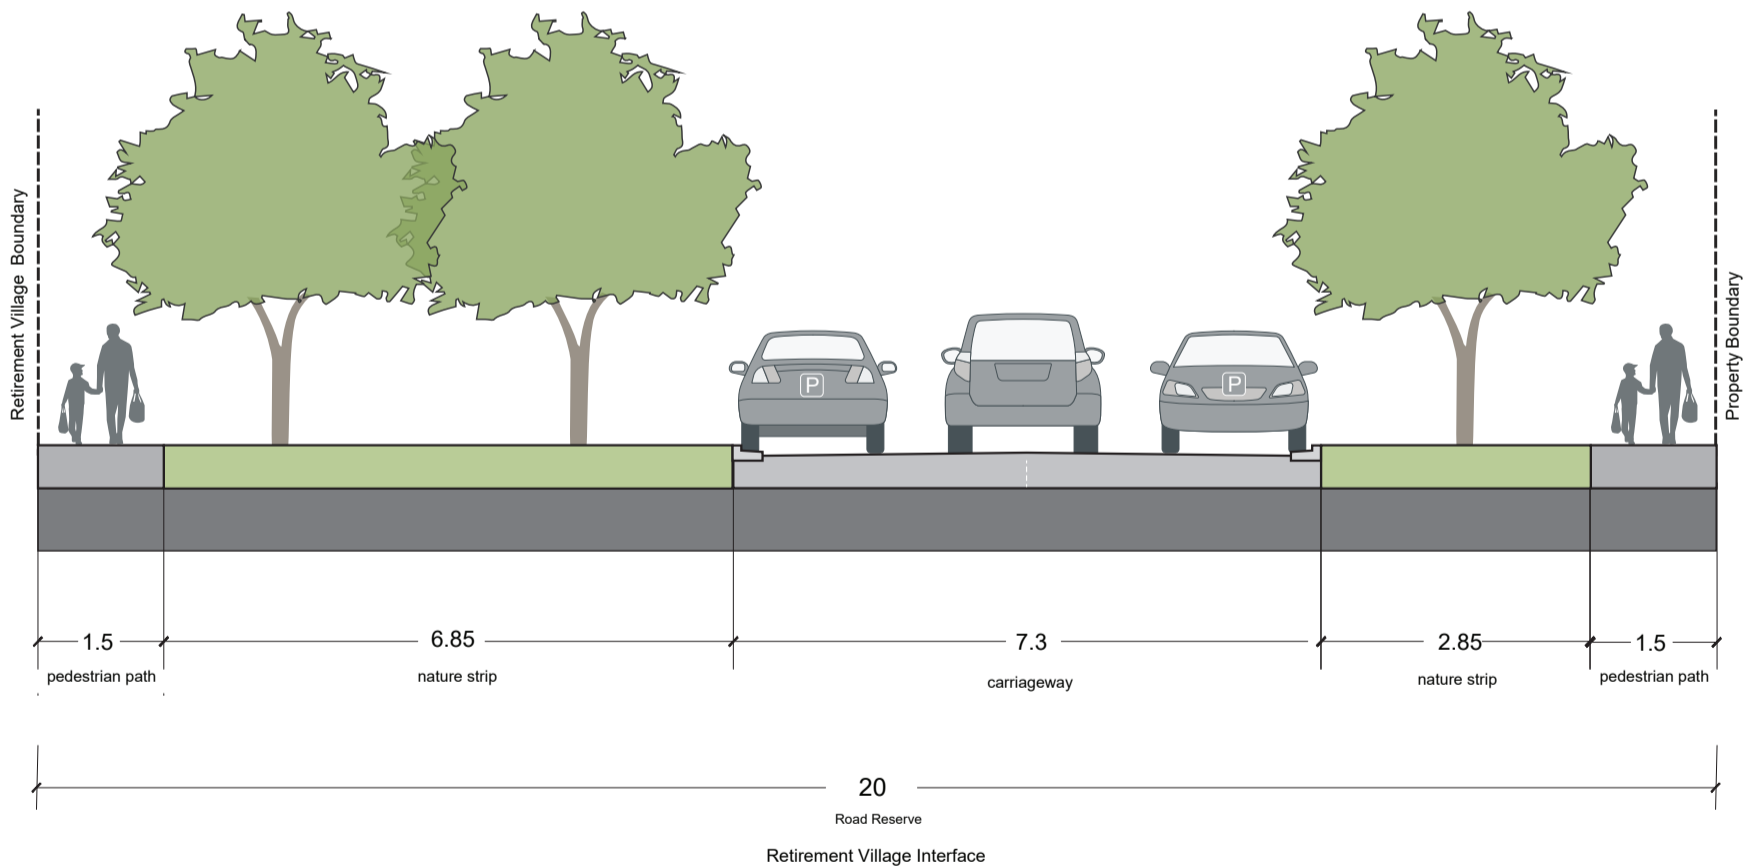 Retirement Village Boundary
Property Boundary
P
P
1.5
6.85
7.3
2.85
1.5
pedestrian path
nature strip
carriageway
nature strip
pedestrian path
20
Road Reserve
Retirement Village Interface